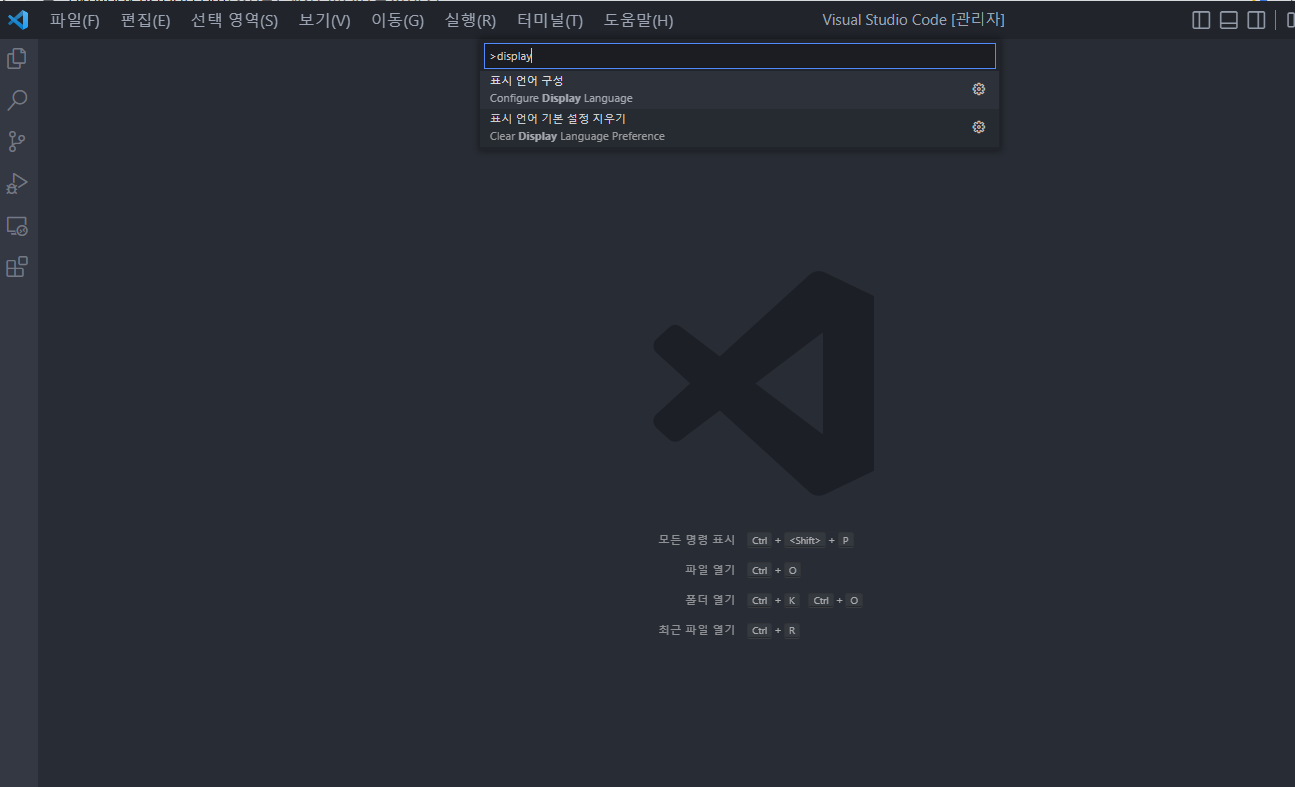 파일(F) 편집(E) 선택 영역(S) 보기(V) 이동(G) 실행(R) 터미널(T) 도움말(H) Visual Studio Code [관리자]
>display
표시 언어 구성
Configure Display Language
표시 언어 기본 설정 지우기
Clear Display Language Preference
모든 명령 표시 Ctrl + <Shift> + P
파일 열기 Ctrl + O
폴더 열기 Ctrl + K Ctrl + O
최근 파일 열기 Ctrl + R